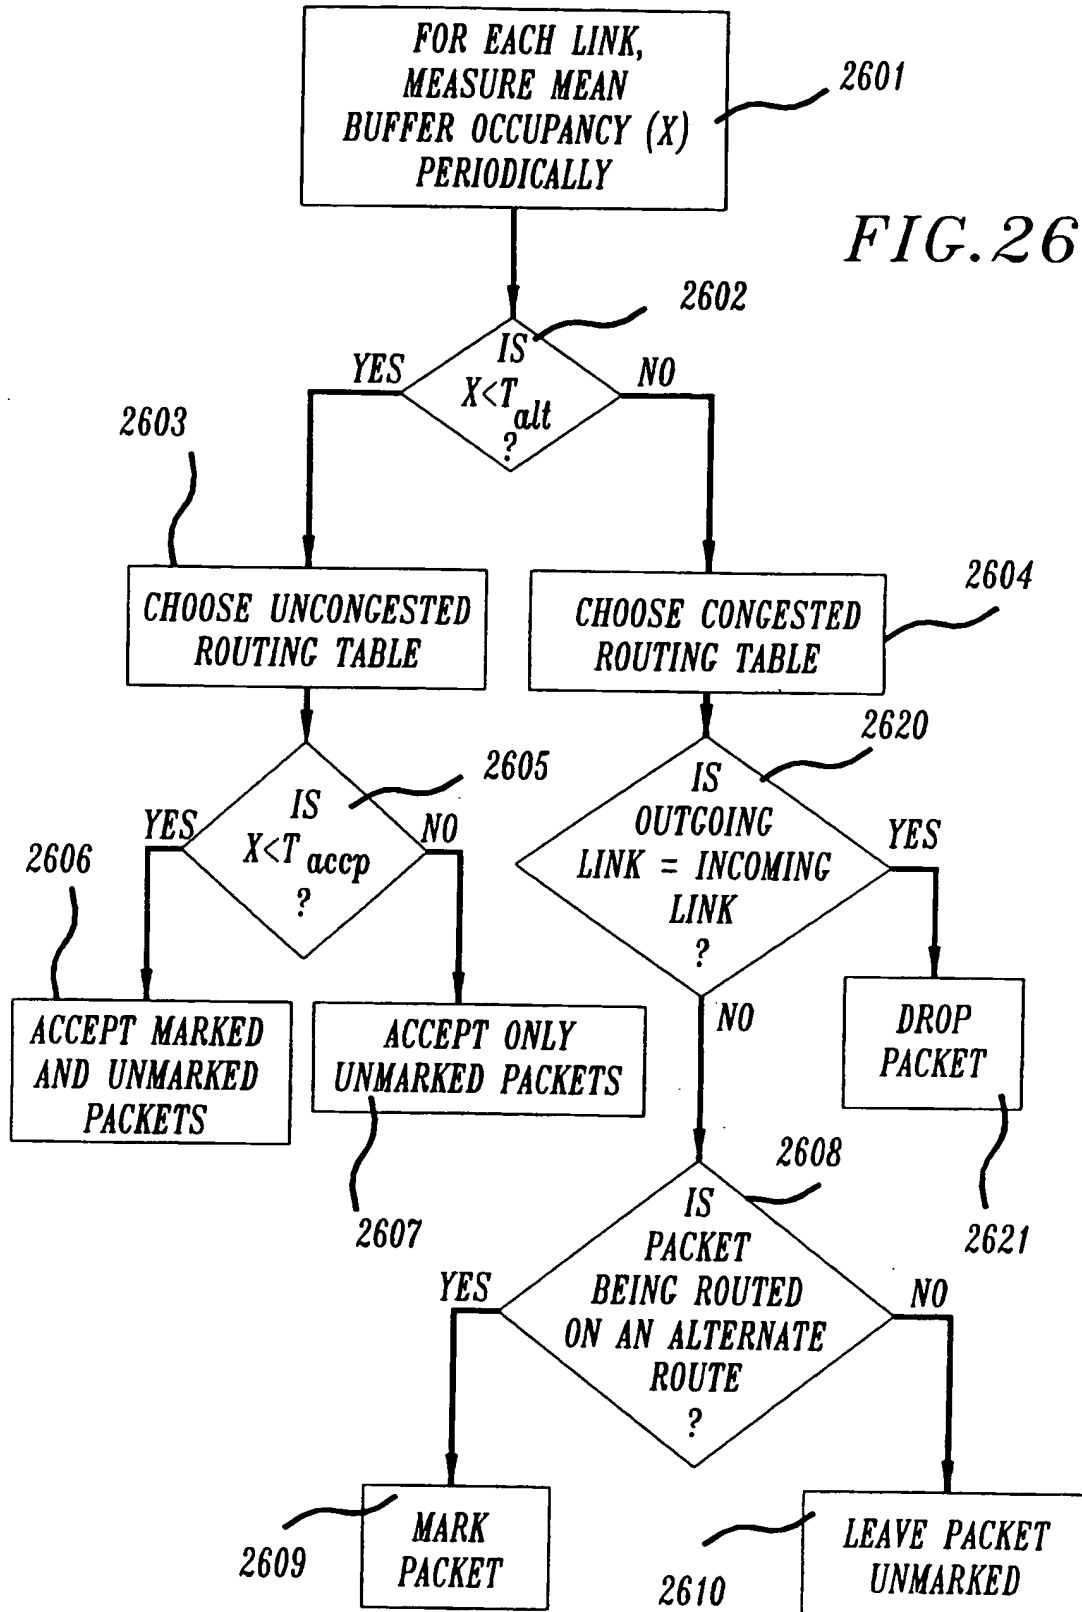 FOR EACH LINK,
MEASURE MEAN
BUFFER OCCUPANCY (X)
PERIODICALLY
2601
FIG.26
2602
IS
X<T alt
?
YES
NO
2603
CHOOSE UNCONGESTED
ROUTING TABLE
CHOOSE CONGESTED
ROUTING TABLE
2604
2605
IS
X<T accp
?
YES
NO
2620
IS
OUTGOING
LINK = INCOMING
LINK
?
YES
NO
2606
ACCEPT MARKED
AND UNMARKED
PACKETS
ACCEPT ONLY
UNMARKED PACKETS
2607
DROP
PACKET
2621
2608
IS
PACKET
BEING ROUTED
ON AN ALTERNATE
ROUTE
?
YES
NO
MARK
PACKET
2609
LEAVE PACKET
UNMARKED
2610